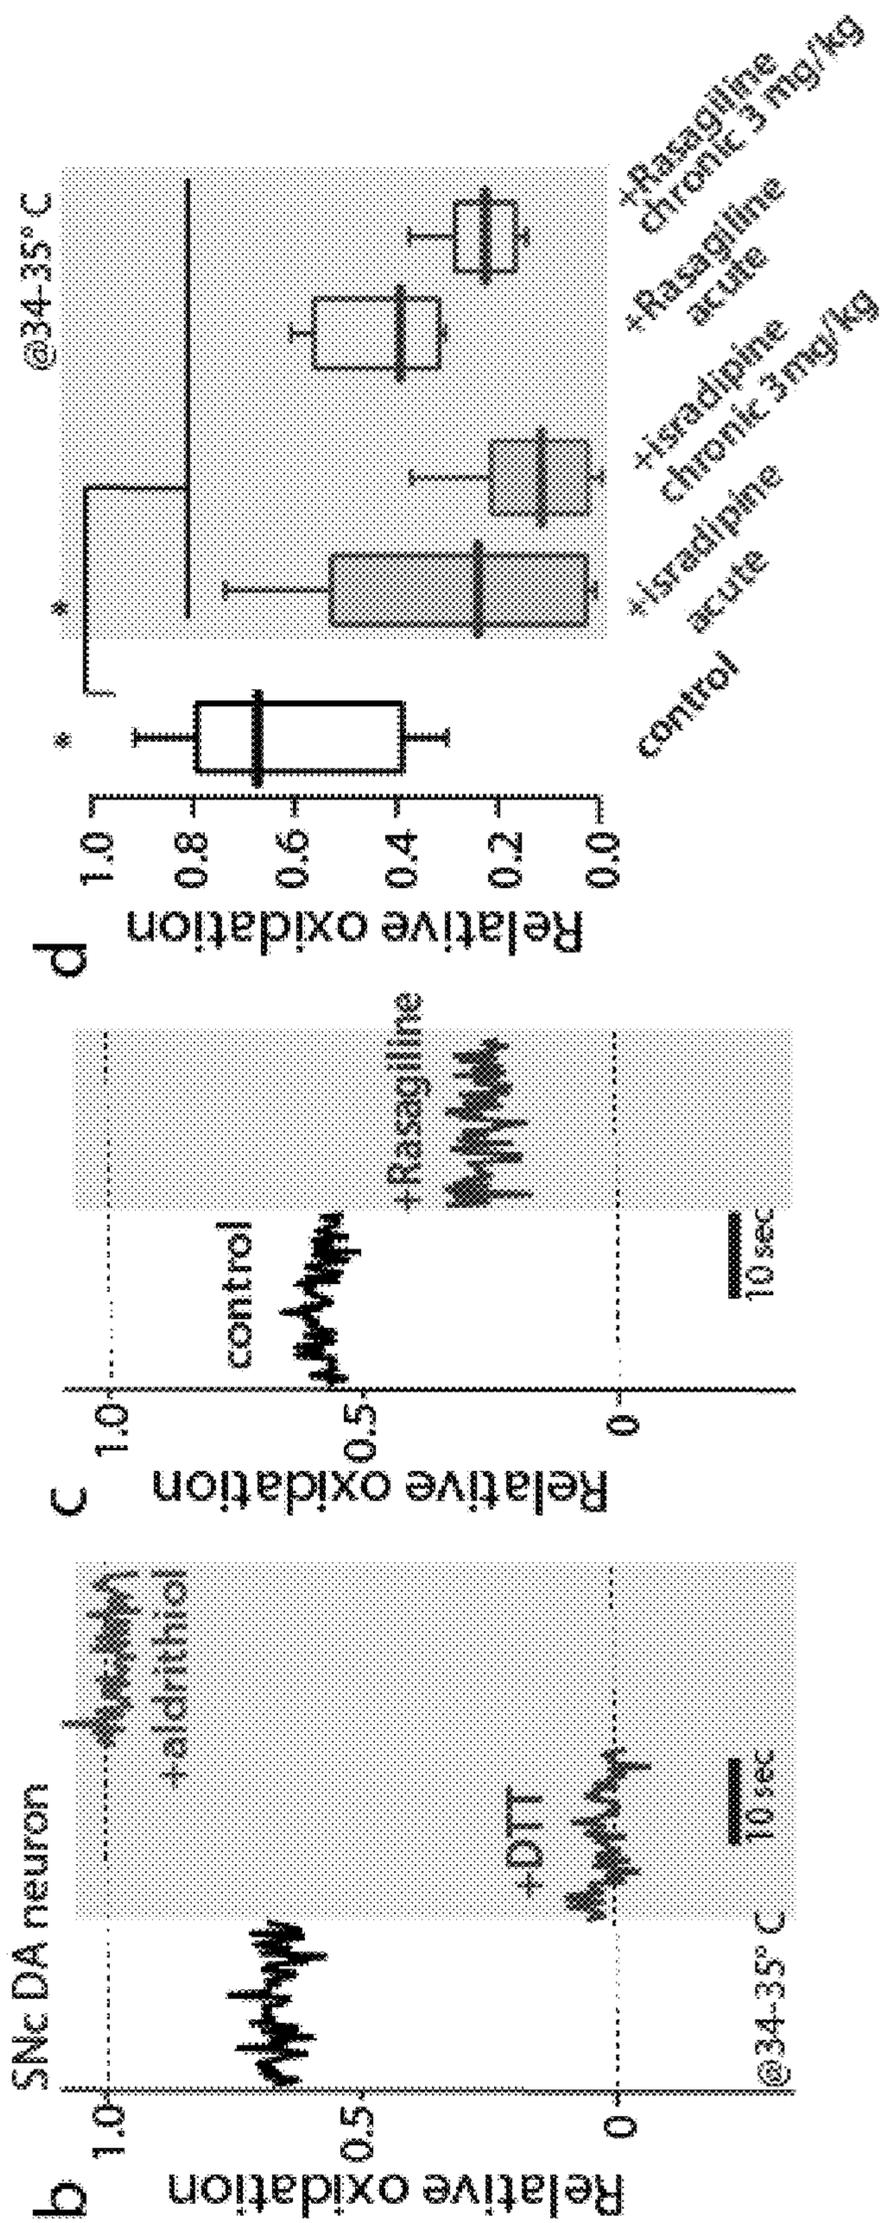 b
SNc DA neuron
Relative oxidation
1.0
0.5
0
+aldrithiol
+DTT
10 sec
@34-35° C
c
Relative oxidation
1.0
0.5
0
control
+Rasagiline
10 sec
d
@34-35° C
Relative oxidation
1.0
0.8
0.6
0.4
0.2
0.0
*
*
control
+isradipine
acute
+isradipine
chronic 3mg/kg
+Rasagiline
acute
+Rasagiline
chronic 3 mg/kg